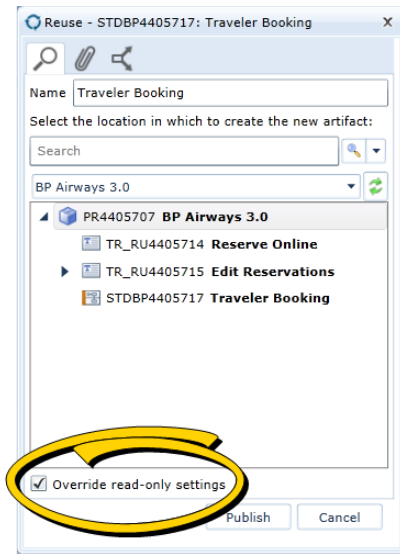 Reuse - STDBP4405717: Traveler Booking X
Name Traveler Booking
Select the location in which to create the new artifact:
Search
BP Airways 3.0
PR4405707 BP Airways 3.0
TR_RU4405714 Reserve Online
TR_RU4405715 Edit Reservations
STDBP4405717 Traveler Booking
Override read-only settings
Publish Cancel